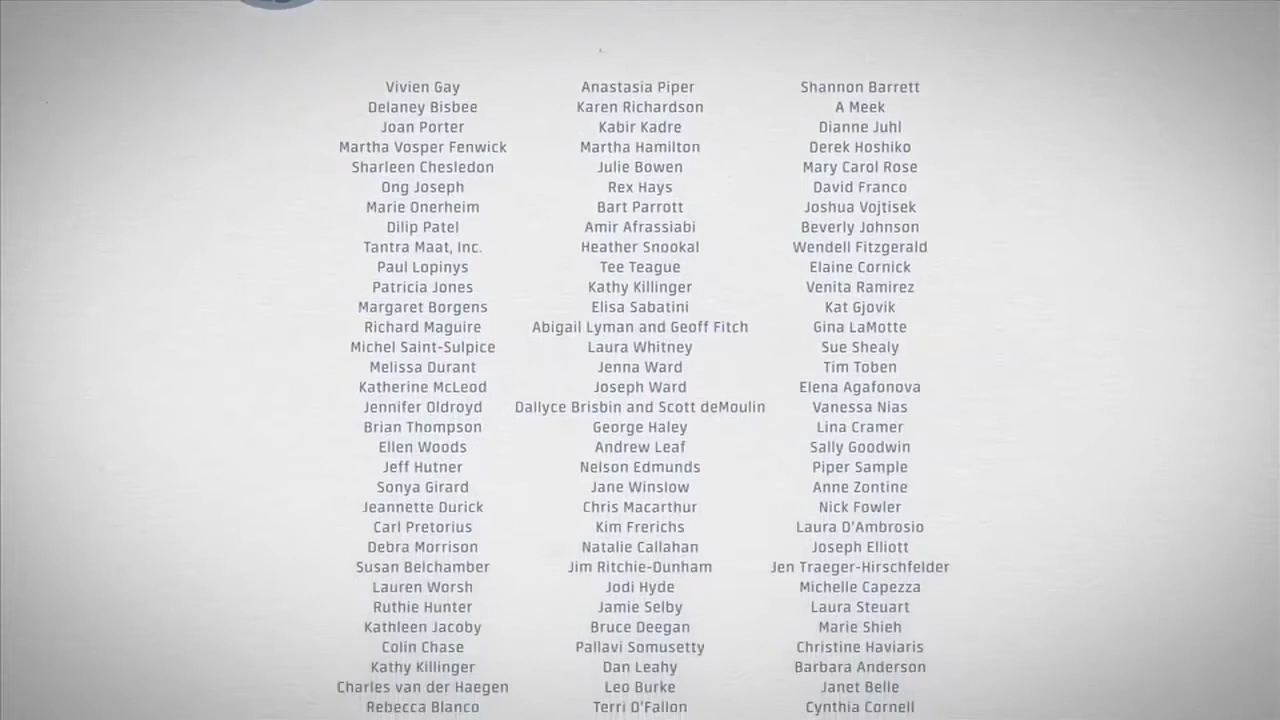 Vivien Gay
Delaney Bisbee
Joan Porter
Martha Vosper Fenwick
Sharleen Chesledon
Ong Joseph
Marie Onerheim
Dilip Patel
Tantra Maat, Inc.
Paul Lopinys
Patricia Jones
Margaret Borgens
Richard Maguire
Michel Saint-Sulpice
Melissa Durant
Katherine McLeod
Jennifer Oldroyd
Brian Thompson
Ellen Woods
Jeff Hutner
Sonya Girard
Jeannette Durick
Carl Pretorius
Debra Morrison
Susan Belchamber
Lauren Worsh
Ruthie Hunter
Kathleen Jacoby
Colin Chase
Kathy Killinger
Charles van der Haegen
Rebecca Blanco
Anastasia Piper
Karen Richardson
Kabir Kadre
Martha Hamilton
Julie Bowen
Rex Hays
Bart Parrott
Amir Afrassiabi
Heather Snookal
Tee Teague
Kathy Killinger
Elisa Sabatini
Abigail Lyman and Geoff Fitch
Laura Whitney
Jenna Ward
Joseph Ward
Dallyce Brisbin and Scott deMoulin
George Haley
Andrew Leaf
Nelson Edmunds
Jane Winslow
Chris Macarthur
Kim Frerichs
Natalie Callahan
Jim Ritchie-Dunham
Jodi Hyde
Jamie Selby
Bruce Deegan
Pallavi Somusetty
Dan Leahy
Leo Burke
Terri O'Fallon
Shannon Barrett
A Meek
Dianne Juhl
Derek Hoshiko
Mary Carol Rose
David Franco
Joshua Vojtisek
Beverly Johnson
Wendell Fitzgerald
Elaine Cornick
Venita Ramirez
Kat Gjovik
Gina LaMotte
Sue Shealy
Tim Toben
Elena Agafonova
Vanessa Nias
Lina Cramer
Sally Goodwin
Piper Sample
Anne Zontine
Nick Fowler
Laura D'Ambrosio
Joseph Elliott
Jen Traeger-Hirschfelder
Michelle Capezza
Laura Steuart
Marie Shieh
Christine Haviaris
Barbara Anderson
Janet Belle
Cynthia Cornell